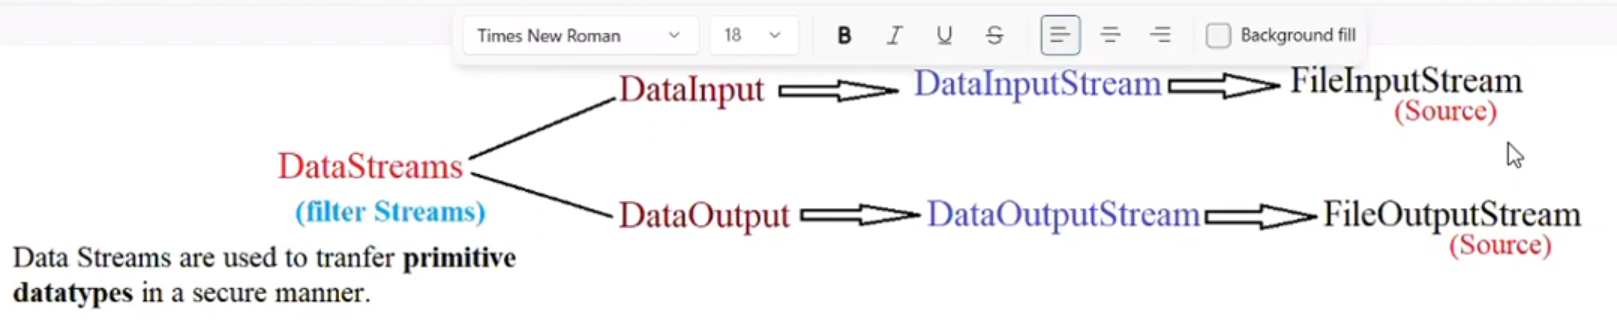 Times New Roman 18 B I U S Background fill
DataInput DataInputStream FileInputStream
(Source)
DataStreams
(filter Streams)
DataOutput DataOutputStream FileOutputStream
(Source)
Data Streams are used to tranfer primitive
datatypes in a secure manner.